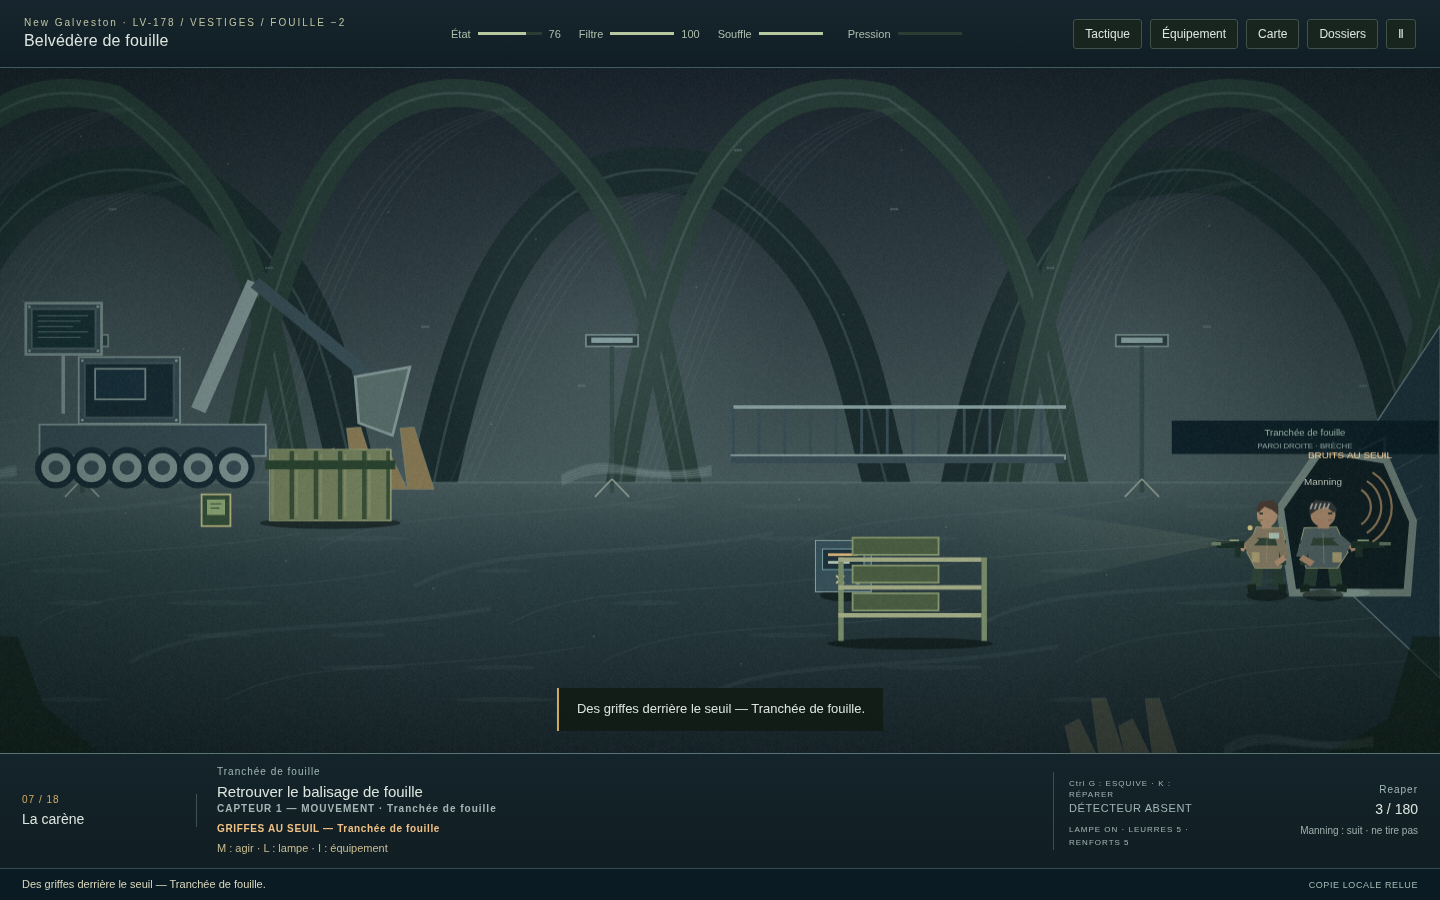 New Galveston · LV-178 / VESTIGES / FOUILLE −2
Belvédère de fouille
État 76 Filtre 100 Souffle Pression
Tactique Équipement Carte Dossiers II
Tranchée de fouille
PAROI DROITE · BRÈCHE
BRUITS AU SEUIL
Manning
Des griffes derrière le seuil — Tranchée de fouille.
07 / 18
La carène
Tranchée de fouille
Retrouver le balisage de fouille
CAPTEUR 1 — MOUVEMENT · Tranchée de fouille
GRIFFES AU SEUIL — Tranchée de fouille
M : agir · L : lampe · I : équipement
Ctrl G : ESQUIVE · K :
RÉPARER
DÉTECTEUR ABSENT
LAMPE ON · LEURRES 5 ·
RENFORTS 5
Reaper
3 / 180
Manning : suit · ne tire pas
Des griffes derrière le seuil — Tranchée de fouille.
COPIE LOCALE RELUE